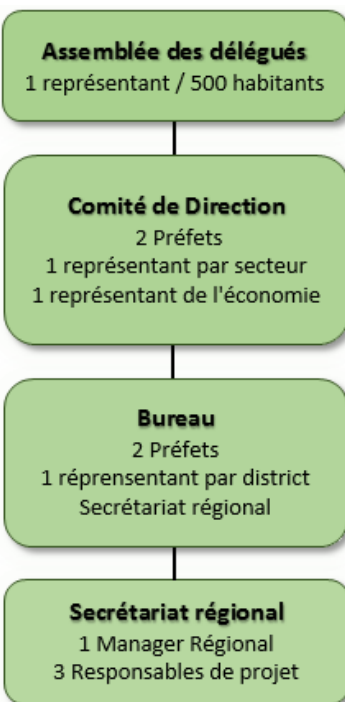 Assemblée des délégués
1 représentant / 500 habitants
Comité de Direction
2 Préfets
1 représentant par secteur
1 représentant de l'économie
Bureau
2 Préfets
1 réprensentant par district
Secrétariat régional
Secrétariat régional
1 Manager Régional
3 Responsables de projet